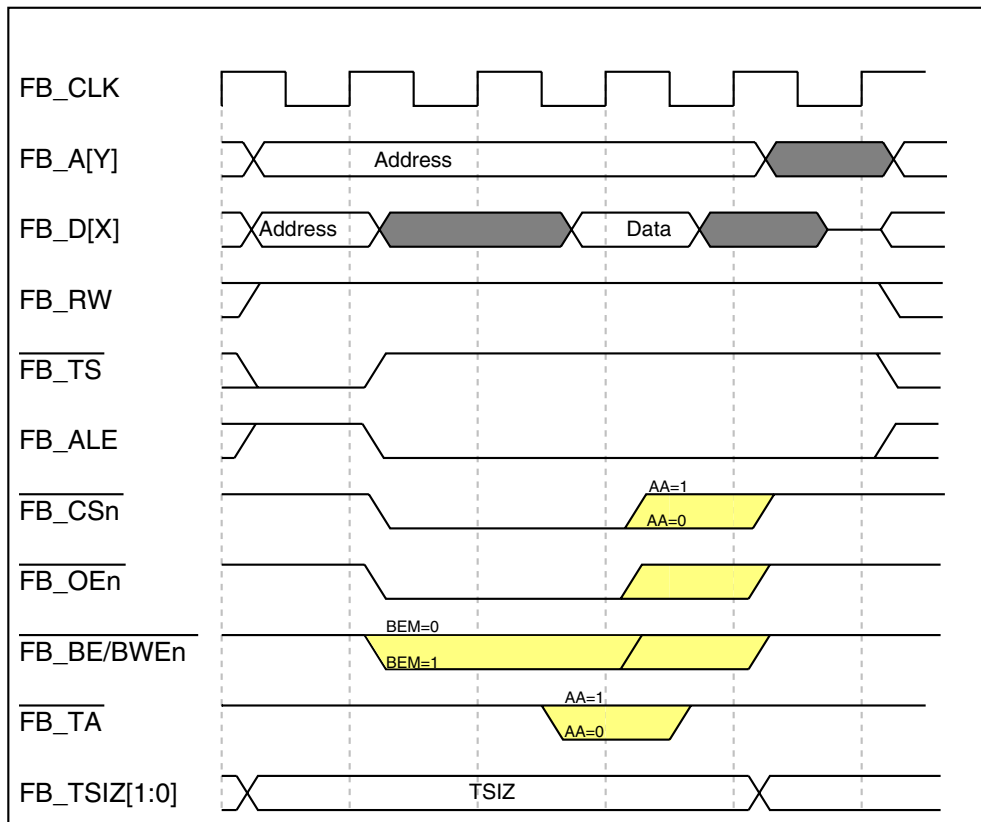 FB_CLK
FB_A[Y]
Address
FB_D[X]
Address
Data
FB_RW
FB_TS
FB_ALE
FB_CSn
AA=1
AA=0
FB_OEn
FB_BE/BWEn
BEM=0
BEM=1
FB_TA
AA=1
AA=0
FB_TSIZ[1:0]
TSIZ